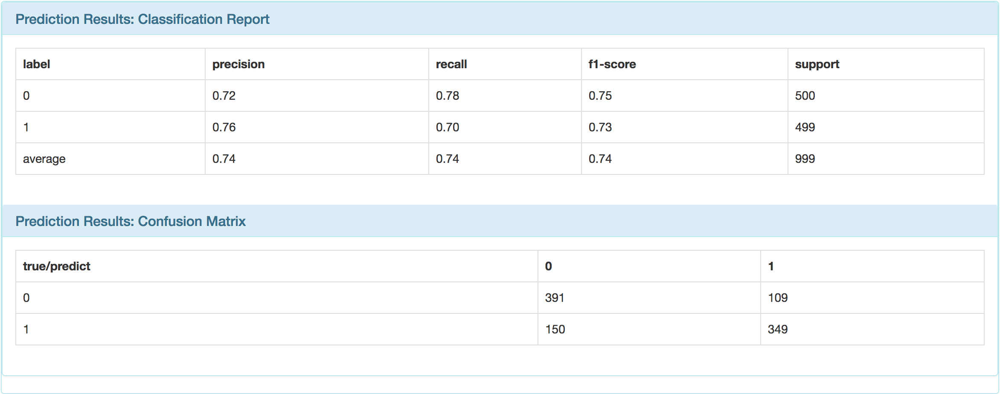 Prediction Results: Classification Report
label precision recall f1-score support
0 0.72 0.78 0.75 500
1 0.76 0.70 0.73 499
average 0.74 0.74 0.74 999
Prediction Results: Confusion Matrix
true/predict 0 1
0 391 109
1 150 349